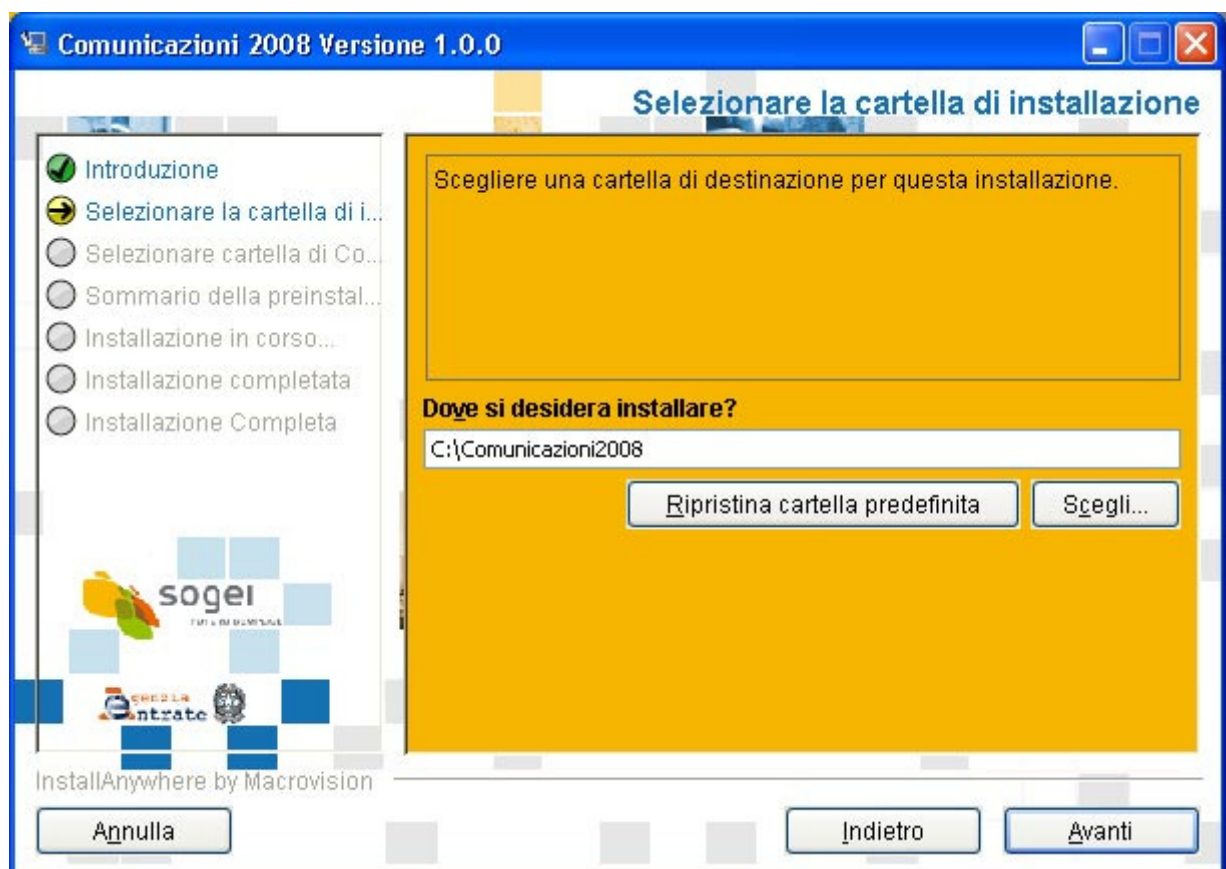 Comunicazioni 2008 Versione 1.0.0
Selezionare la cartella di installazione
Introduzione
Selezionare la cartella di i...
Selezionare cartella di Co...
Sommario della preinstal...
Installazione in corso...
Installazione completata
Installazione Completa
sogei
Agenzia
Entrate
Scegliere una cartella di destinazione per questa installazione.
Dove si desidera installare?
C:\Comunicazioni2008
Ripristina cartella predefinita
Scegli...
InstallAnywhere by Macrovision
Annulla
Indietro
Avanti